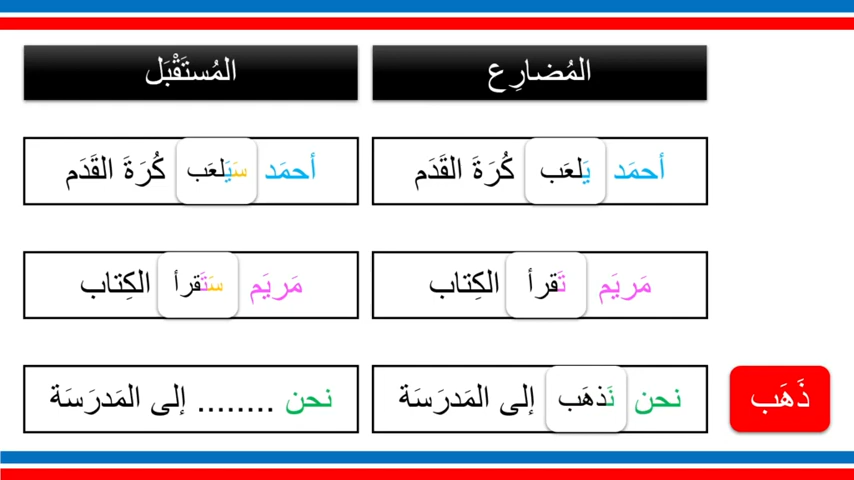 المُضارِع
المُستَقْبَل
أحمَد يَلعَب كُرَةَ القَدَم
أحمَد سَيَلعَب كُرَةَ القَدَم
مَريَم تَقرأ الكِتاب
مَريَم سَتَقرأ الكِتاب
ذَهَب
نحن نَذهَب إلى المَدرَسَة
نحن ........ إلى المَدرَسَة